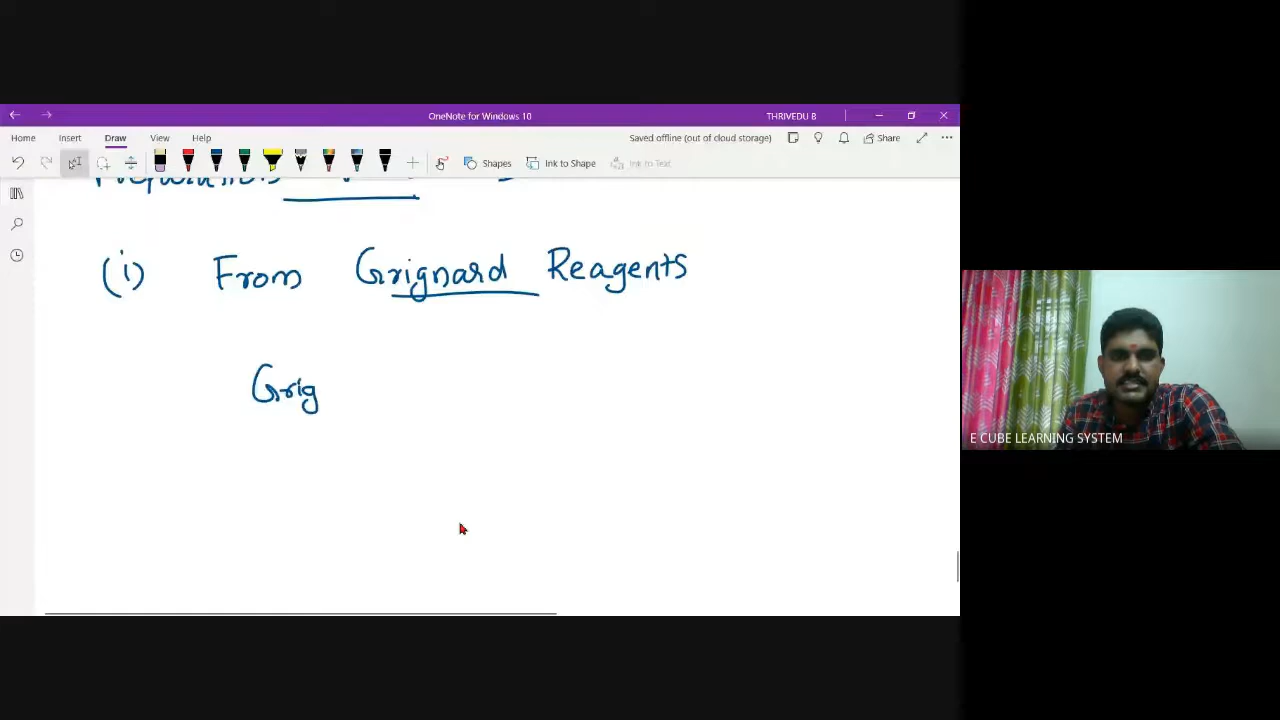 OneNote for Windows 10
THRIVEDU B
Home Insert Draw View Help
Saved offline (out of cloud storage)
Share
Shapes
Ink to Shape
Ink to Text
(i) From Grignard Reagents
Grig
E CUBE LEARNING SYSTEM